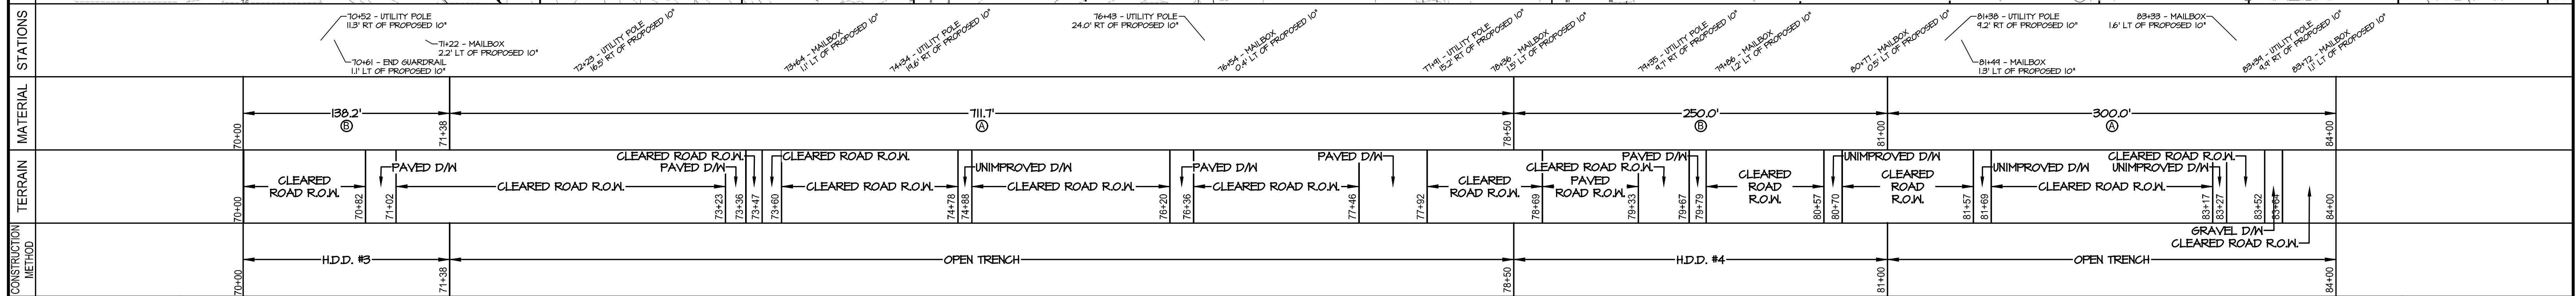 STATIONS
70+52 - UTILITY POLE
11.3' RT OF PROPOSED 10"
70+61 - END GUARDRAIL
1.1' LT OF PROPOSED 10"
71+22 - MAILBOX
2.2' LT OF PROPOSED 10"
72+23 - UTILITY POLE
16.5' RT OF PROPOSED 10"
73+64 - MAILBOX
1.1' LT OF PROPOSED 10"
74+34 - UTILITY POLE
19.6' RT OF PROPOSED 10"
76+43 - UTILITY POLE
24.0' RT OF PROPOSED 10"
76+54 - MAILBOX
0.4' LT OF PROPOSED 10"
77+91 - UTILITY POLE
15.2' RT OF PROPOSED 10"
78+36 - MAILBOX
1.5' LT OF PROPOSED 10"
79+35 - UTILITY POLE
9.7' RT OF PROPOSED 10"
79+86 - MAILBOX
1.2' LT OF PROPOSED 10"
80+77 - MAILBOX
0.5' LT OF PROPOSED 10"
81+38 - UTILITY POLE
9.2' RT OF PROPOSED 10"
81+49 - MAILBOX
1.3' LT OF PROPOSED 10"
83+33 - MAILBOX
1.6' LT OF PROPOSED 10"
83+39 - UTILITY POLE
9.9' RT OF PROPOSED 10"
83+72 - MAILBOX
1.1' LT OF PROPOSED 10"
MATERIAL
70+00
138.2'
B
71+38
711.7'
A
78+50
250.0'
B
81+00
300.0'
A
84+00
TERRAIN
70+00
CLEARED
ROAD R.O.W.
70+82
PAVED D/W
71+02
CLEARED ROAD R.O.W.
73+23
PAVED D/W
73+36
CLEARED ROAD R.O.W.
73+47
CLEARED ROAD R.O.W.
73+60
CLEARED ROAD R.O.W.
74+78
UNIMPROVED D/W
74+88
CLEARED ROAD R.O.W.
76+20
PAVED D/W
76+36
CLEARED ROAD R.O.W.
77+46
PAVED D/W
77+92
CLEARED
ROAD R.O.W.
78+69
PAVED
ROAD R.O.W.
79+33
CLEARED ROAD R.O.W.
79+67
PAVED D/W
79+79
CLEARED
ROAD
R.O.W.
80+57
UNIMPROVED D/W
80+70
CLEARED
ROAD
R.O.W.
81+57
UNIMPROVED D/W
81+69
CLEARED ROAD R.O.W.
83+17
UNIMPROVED D/W
83+27
CLEARED ROAD R.O.W.
83+52
GRAVEL D/W
83+64
CLEARED ROAD R.O.W.
84+00
CONSTRUCTION
METHOD
70+00
H.D.D. #3
71+38
OPEN TRENCH
78+50
H.D.D. #4
81+00
OPEN TRENCH
84+00